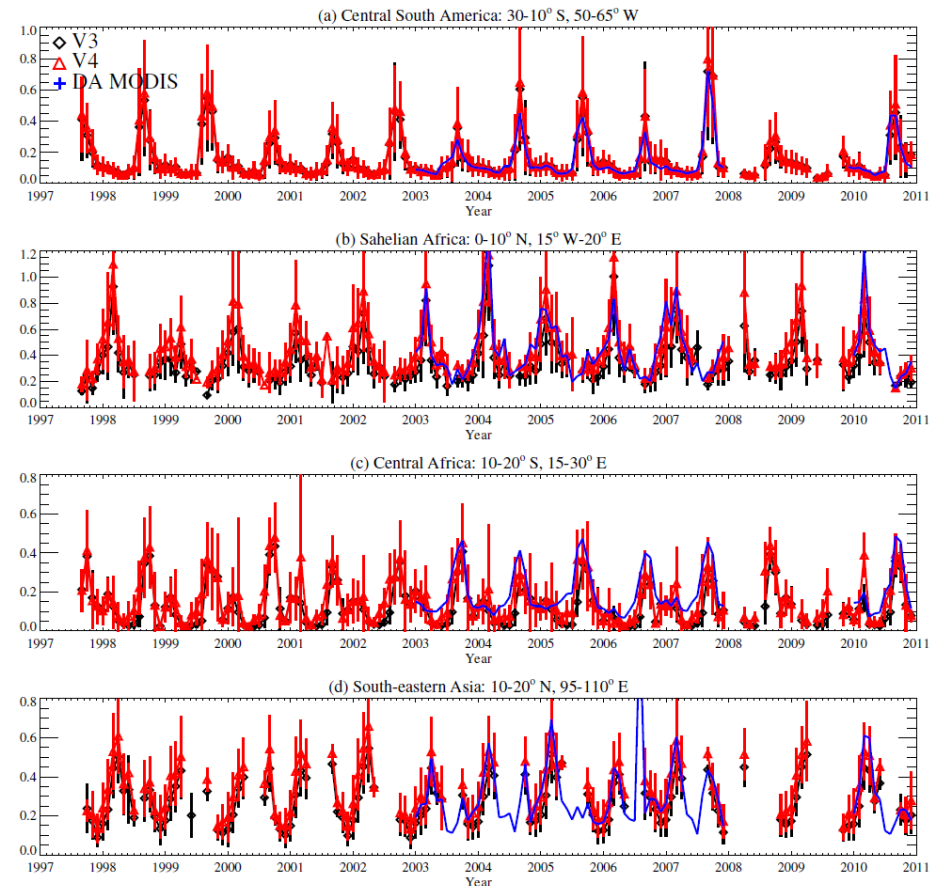 (a) Central South America: 30-10° S, 50-65° W
1.0
0.8
0.6
0.4
0.2
0.0
V3
V4
DA MODIS
1997 1998 1999 2000 2001 2002 2003 2004 2005 2006 2007 2008 2009 2010 2011
Year
(b) Sahelian Africa: 0-10° N, 15° W-20° E
1.2
1.0
0.8
0.6
0.4
0.2
0.0
1997 1998 1999 2000 2001 2002 2003 2004 2005 2006 2007 2008 2009 2010 2011
Year
(c) Central Africa: 10-20° S, 15-30° E
0.8
0.6
0.4
0.2
0.0
1997 1998 1999 2000 2001 2002 2003 2004 2005 2006 2007 2008 2009 2010 2011
Year
(d) South-eastern Asia: 10-20° N, 95-110° E
0.8
0.6
0.4
0.2
0.0
1997 1998 1999 2000 2001 2002 2003 2004 2005 2006 2007 2008 2009 2010 2011
Year